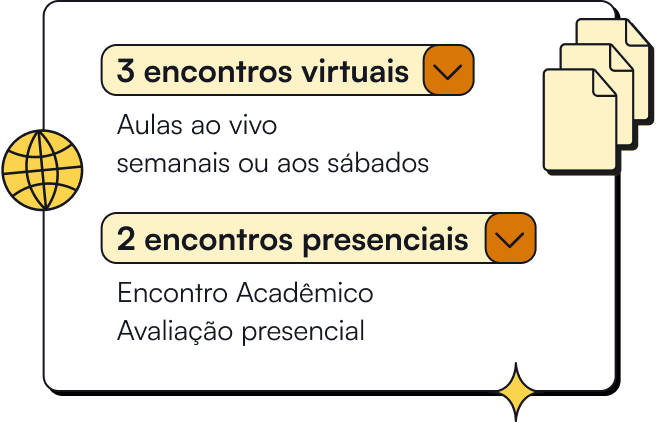 3 encontros virtuais
Aulas ao vivo
semanais ou aos sábados
2 encontros presenciais
Encontro Acadêmico
Avaliação presencial